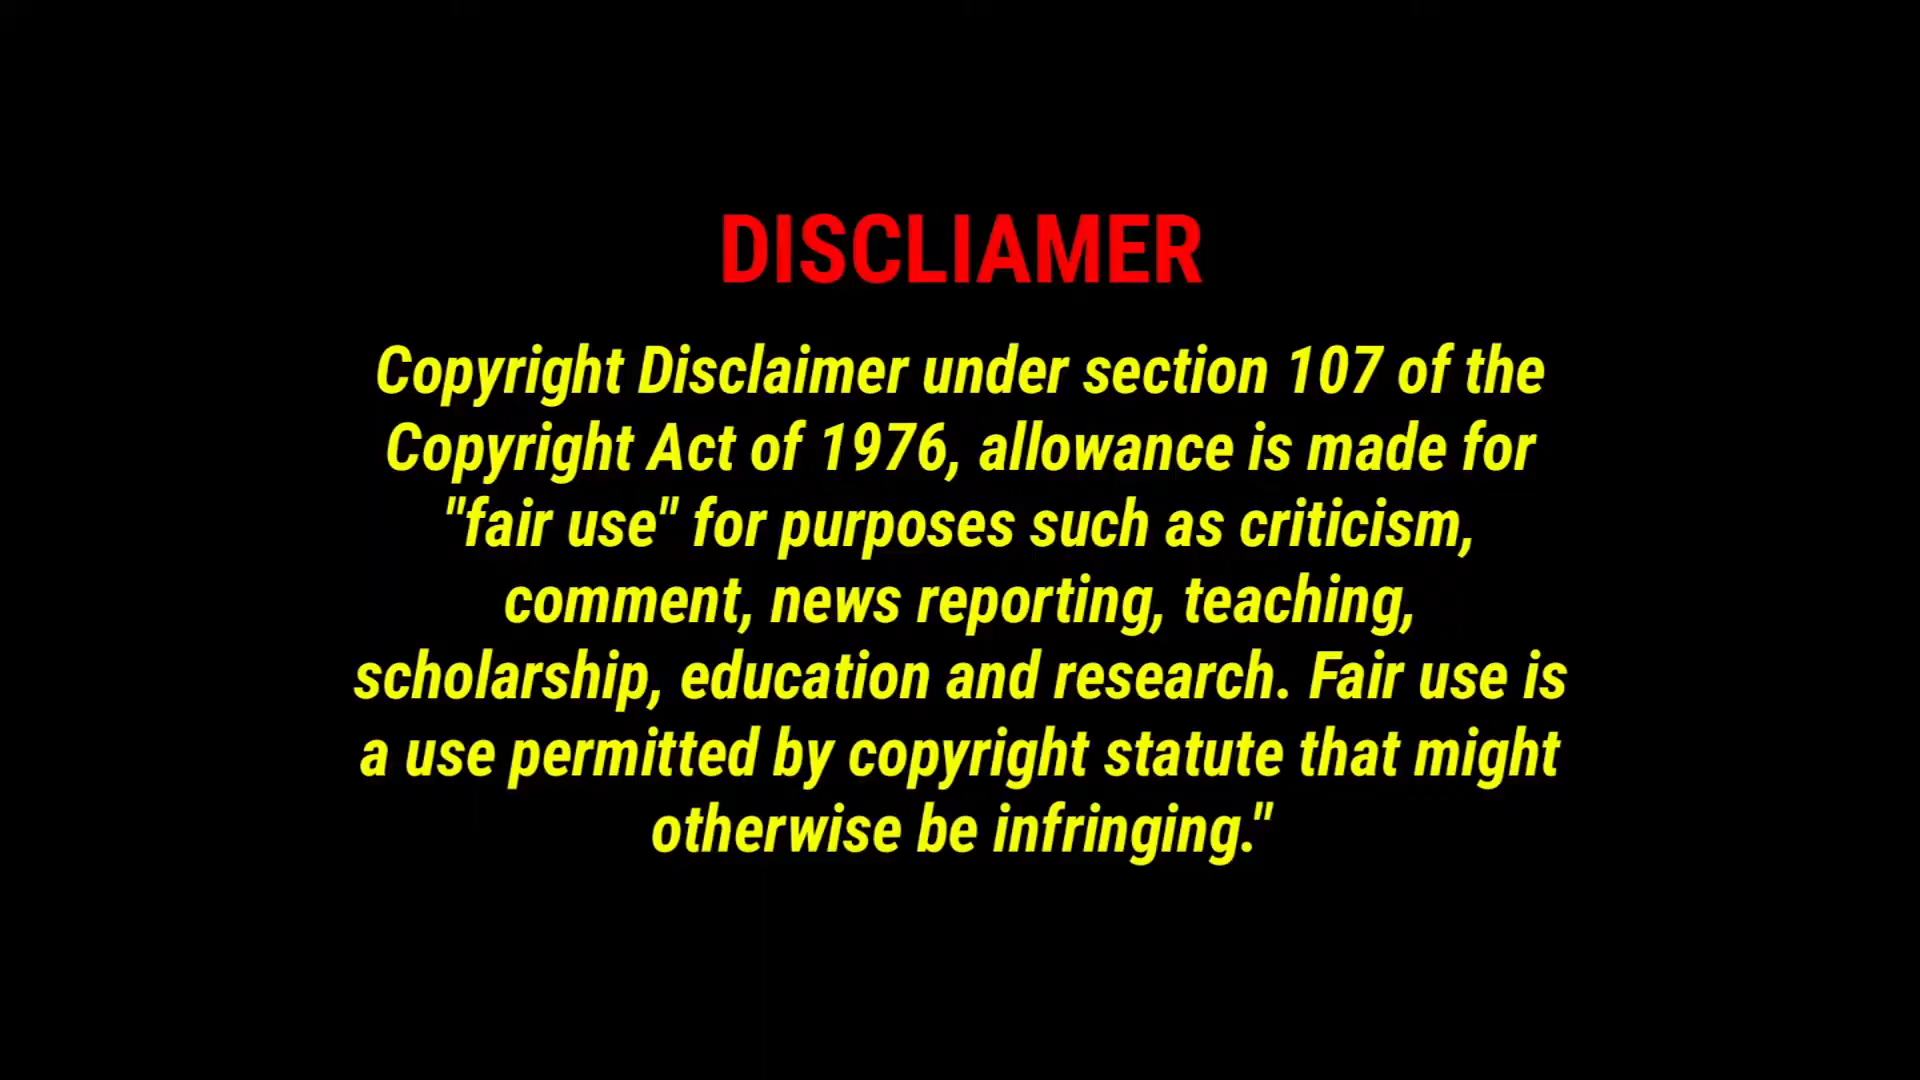 DISCLIAMER
Copyright Disclaimer under section 107 of the
Copyright Act of 1976, allowance is made for
"fair use" for purposes such as criticism,
comment, news reporting, teaching,
scholarship, education and research. Fair use is
a use permitted by copyright statute that might
otherwise be infringing."